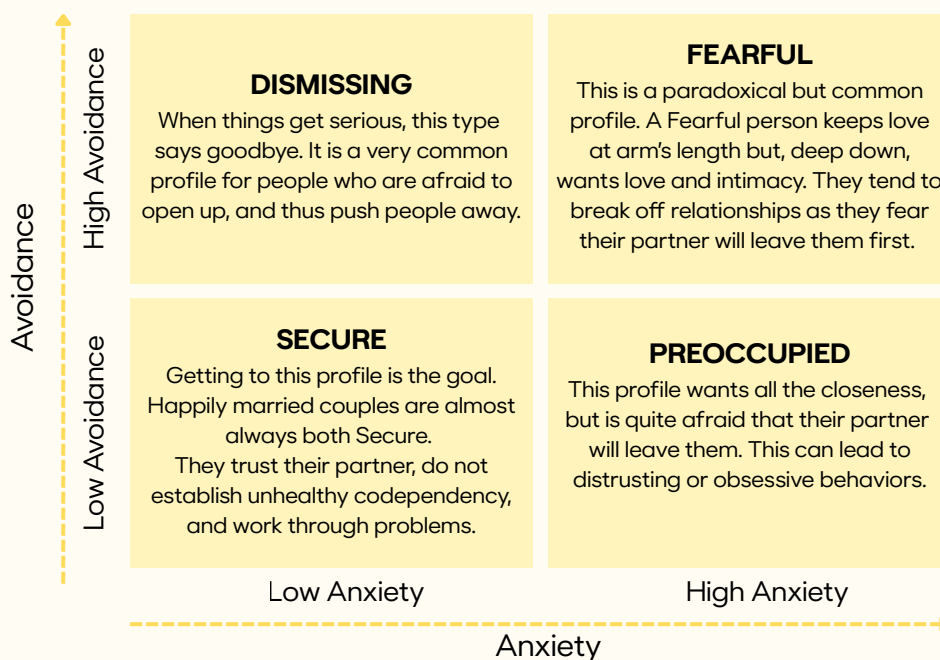 Avoidance
High Avoidance
DISMISSING
When things get serious, this type
says goodbye. It is a very common
profile for people who are afraid to
open up, and thus push people away.
FEARFUL
This is a paradoxical but common
profile. A Fearful person keeps love
at arm's length but, deep down,
wants love and intimacy. They tend to
break off relationships as they fear
their partner will leave them first.
Low Avoidance
SECURE
Getting to this profile is the goal.
Happily married couples are almost
always both Secure.
They trust their partner, do not
establish unhealthy codependency,
and work through problems.
PREOCCUPIED
This profile wants all the closeness,
but is quite afraid that their partner
will leave them. This can lead to
distrusting or obsessive behaviors.
Low Anxiety
High Anxiety
Anxiety